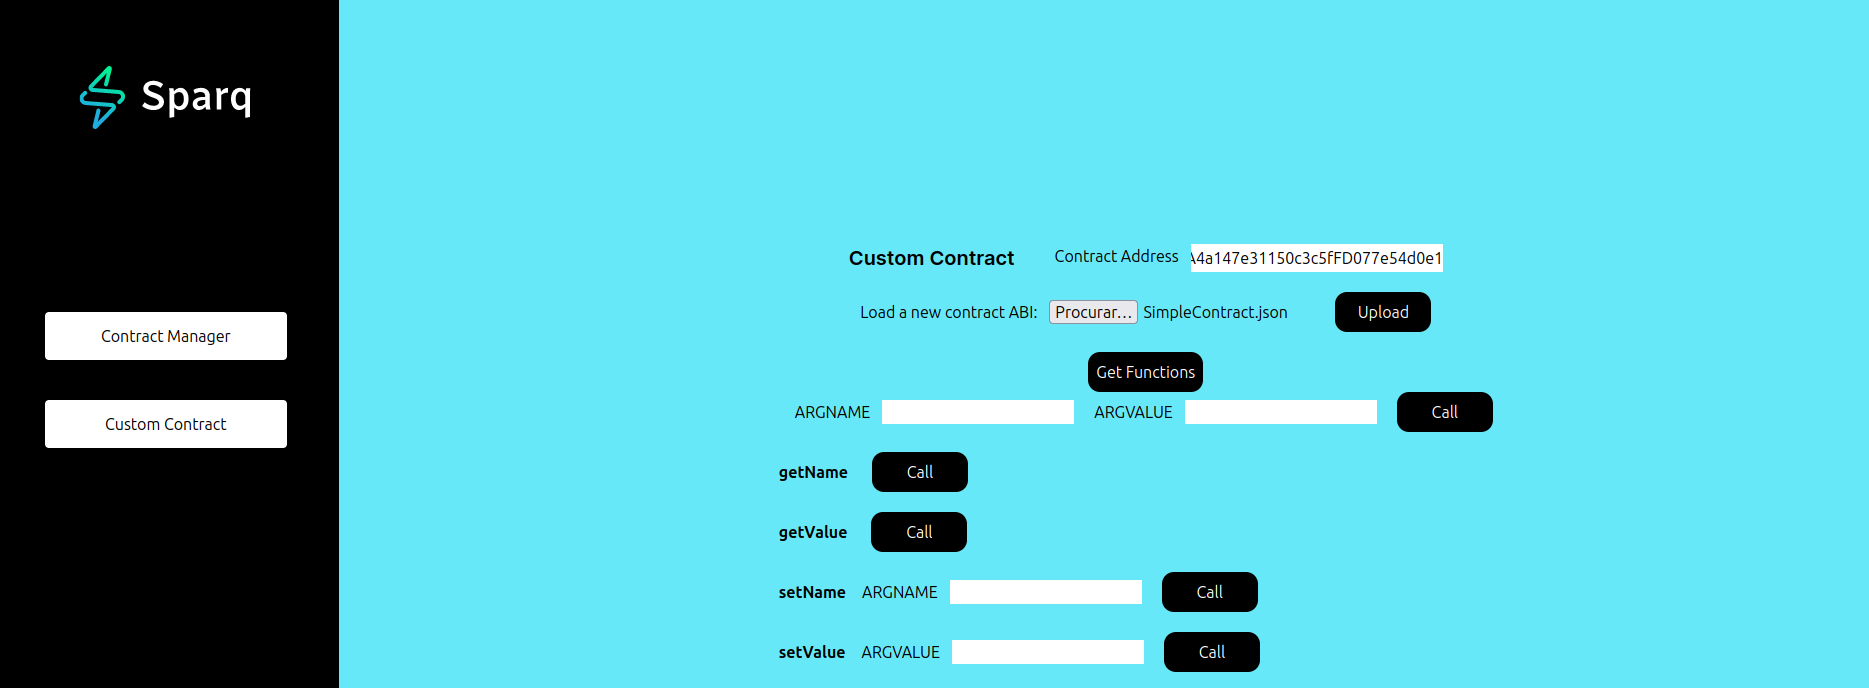 Sparq
Contract Manager
Custom Contract
Custom Contract Contract Address A4a147e31150c3c5fFD077e54d0e1
Load a new contract ABI: Procurar... SimpleContract.json Upload
Get Functions
ARGNAME ARGVALUE Call
getName Call
getValue Call
setName ARGNAME Call
setValue ARGVALUE Call